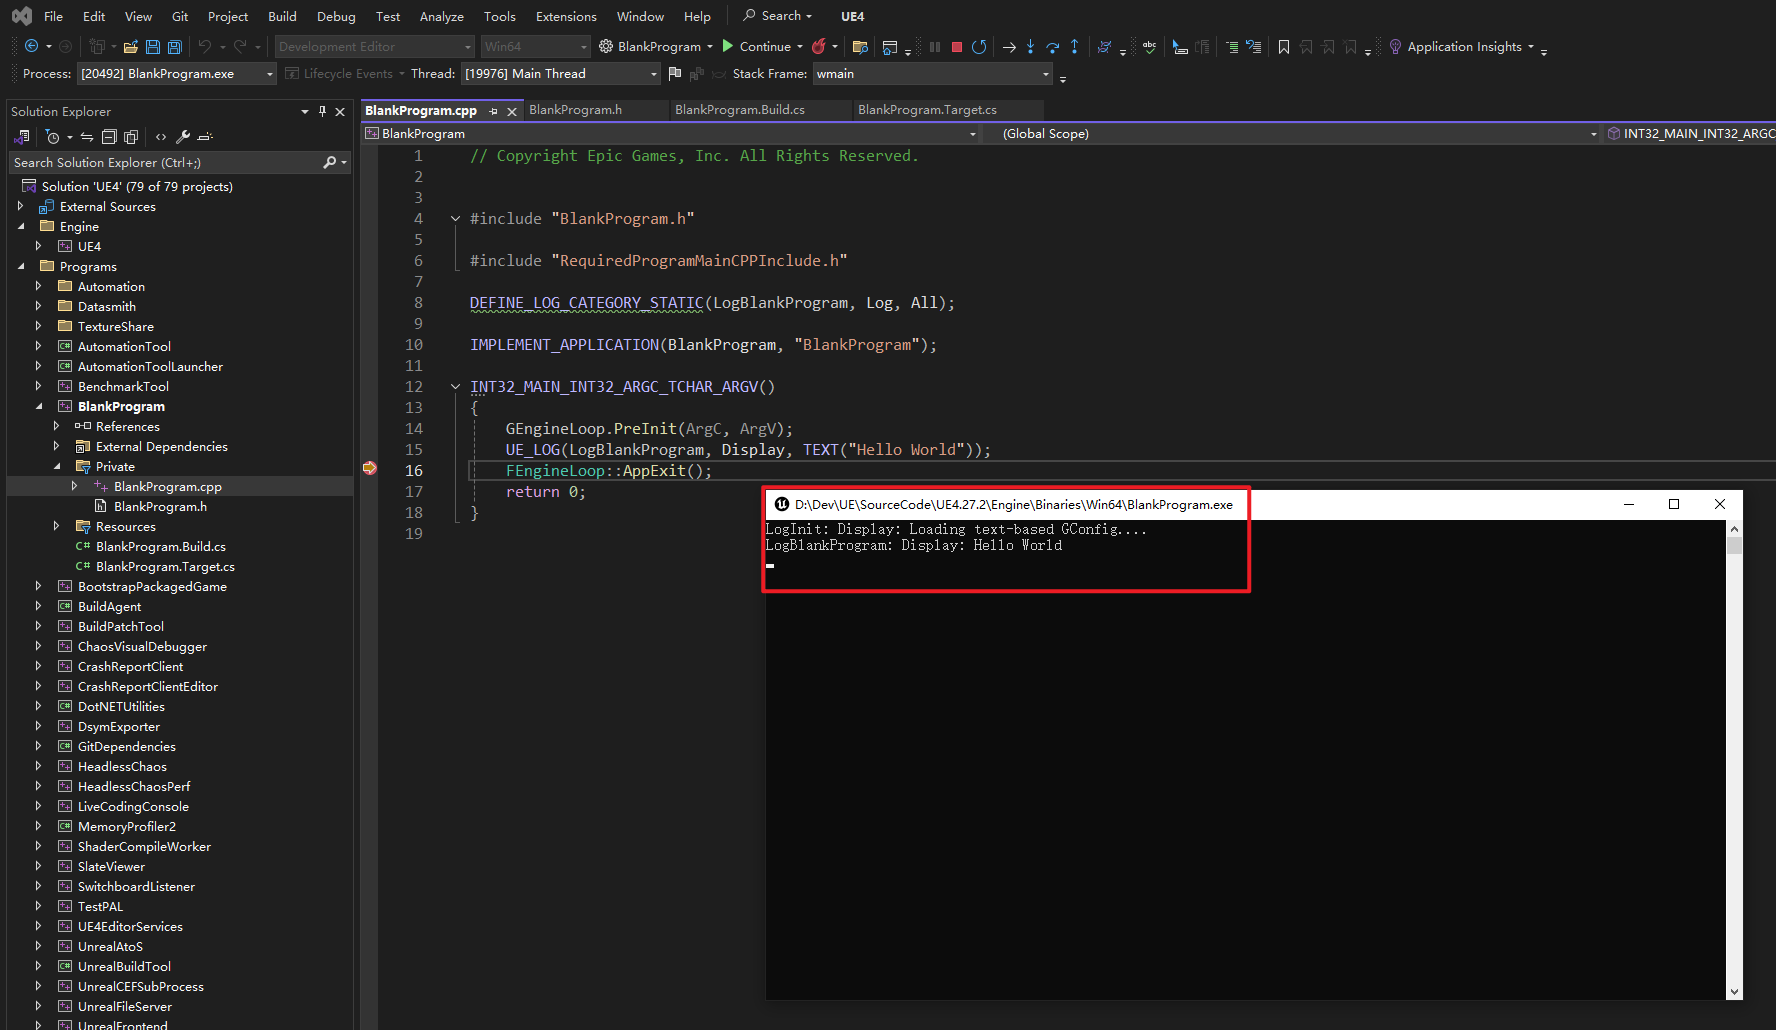 File Edit View Git Project Build Debug Test Analyze Tools Extensions Window Help Search UE4
Development Editor Win64 BlankProgram Continue Application Insights
Process: [20492] BlankProgram.exe Lifecycle Events Thread: [19976] Main Thread Stack Frame: wmain
Solution Explorer
Search Solution Explorer (Ctrl+;)
Solution 'UE4' (79 of 79 projects)
External Sources
Engine
UE4
Programs
Automation
Datasmith
TextureShare
AutomationTool
AutomationToolLauncher
BenchmarkTool
BlankProgram
References
External Dependencies
Private
BlankProgram.cpp
BlankProgram.h
Resources
BlankProgram.Build.cs
BlankProgram.Target.cs
BootstrapPackagedGame
BuildAgent
BuildPatchTool
ChaosVisualDebugger
CrashReportClient
CrashReportClientEditor
DotNETUtilities
DsymExporter
GitDependencies
HeadlessChaos
HeadlessChaosPerf
LiveCodingConsole
MemoryProfiler2
ShaderCompileWorker
SlateViewer
SwitchboardListener
TestPAL
UE4EditorServices
UnrealAtoS
UnrealBuildTool
UnrealCEFSubProcess
UnrealFileServer
UnrealFrontend
BlankProgram.cpp BlankProgram.h BlankProgram.Build.cs BlankProgram.Target.cs
BlankProgram (Global Scope) INT32_MAIN_INT32_ARGC
1 // Copyright Epic Games, Inc. All Rights Reserved.
2
3
4 #include "BlankProgram.h"
5
6 #include "RequiredProgramMainCPPInclude.h"
7
8 DEFINE_LOG_CATEGORY_STATIC(LogBlankProgram, Log, All);
9
10 IMPLEMENT_APPLICATION(BlankProgram, "BlankProgram");
11
12 INT32_MAIN_INT32_ARGC_TCHAR_ARGV()
13 {
14 GEngineLoop.PreInit(ArgC, ArgV);
15 UE_LOG(LogBlankProgram, Display, TEXT("Hello World"));
16 FEngineLoop::AppExit();
17 return 0;
18 }
19
D:\Dev\UE\SourceCode\UE4.27.2\Engine\Binaries\Win64\BlankProgram.exe
LogInit: Display: Loading text-based GConfig....
LogBlankProgram: Display: Hello World